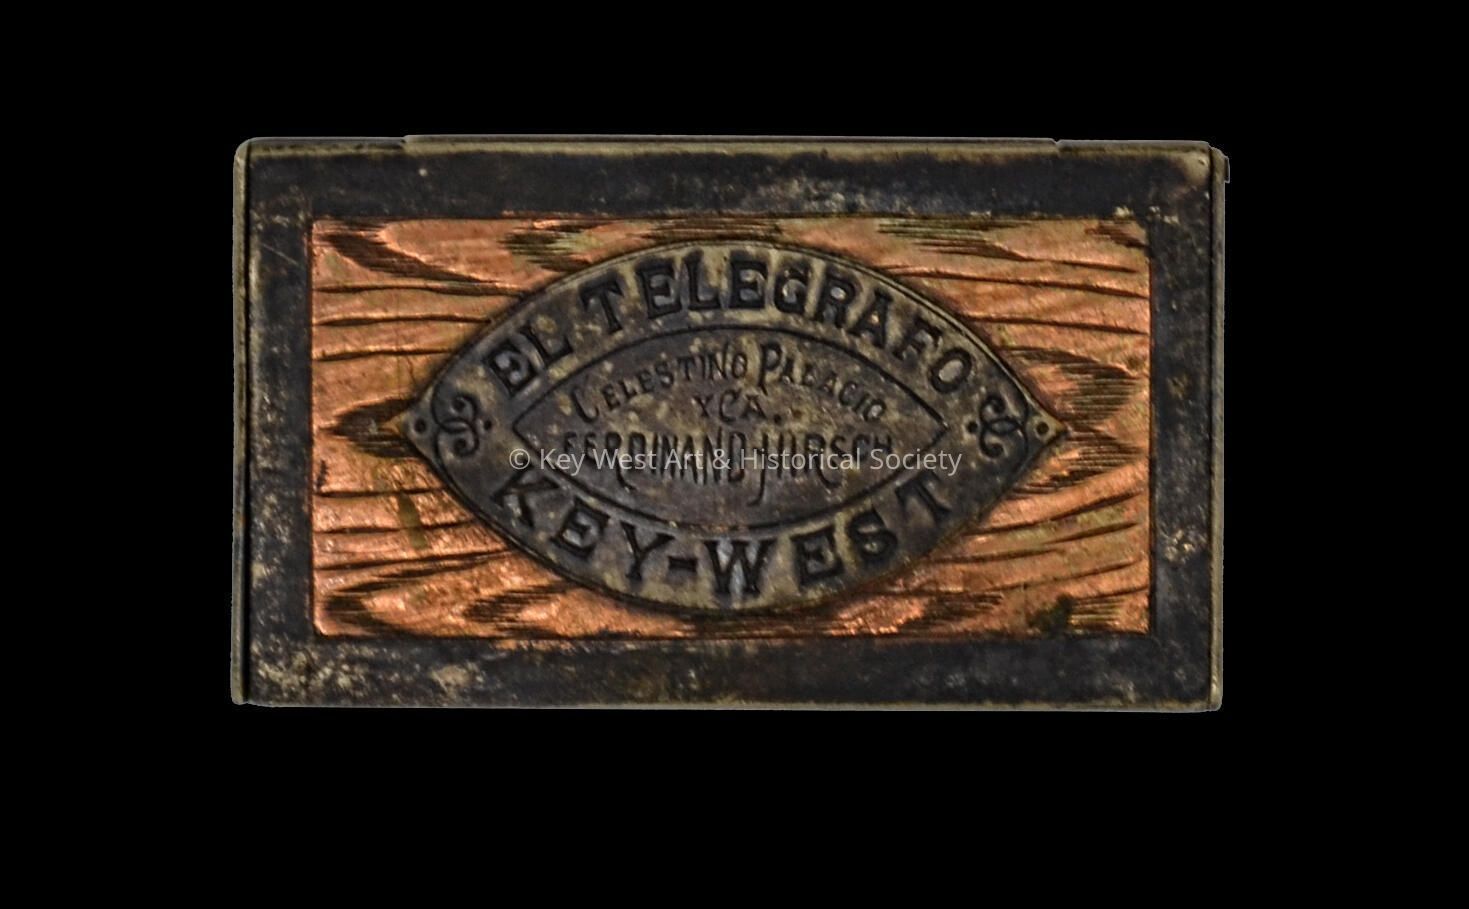 EL TELEGRAFO
CELESTINO PALACIO
Y CA.
FERDINAND HIRSCH
© Key West Art & Historical Society
KEY-WEST